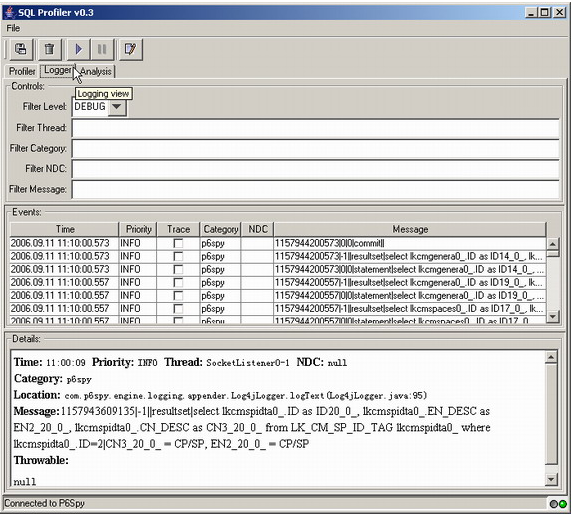 SQL Profiler v0.3
File
Profiler Logger Analysis
Logging view
Controls:
Filter Level: DEBUG
Filter Thread:
Filter Category:
Filter NDC:
Filter Message:
Events:
Time Priority Trace Category NDC Message
2006.09.11 11:10:00.573 INFO p6spy 1157944200573|0|0|commit||
2006.09.11 11:10:00.573 INFO p6spy 1157944200573|-1||resultset|select lkcmgenera0_.ID as ID14_0_, lk...
2006.09.11 11:10:00.573 INFO p6spy 1157944200573|0|0|statement|select lkcmgenera0_.ID as ID14_0_, ...
2006.09.11 11:10:00.557 INFO p6spy 1157944200557|-1||resultset|select lkcmgenera0_.ID as ID19_0_, lk...
2006.09.11 11:10:00.557 INFO p6spy 1157944200557|0|0|statement|select lkcmgenera0_.ID as ID19_0_, ...
2006.09.11 11:10:00.557 INFO p6spy 1157944200557|-1||resultset|select lkcmspaces0_.ID as ID17_0_, l...
2006.09.11 11:10:00.557 INFO p6spy 1157944200557|0|0|statement|select lkcmspaces0_.ID as ID17_0_, ...
Details:
Time: 11:00:09 Priority: INFO Thread: SocketListener0-1 NDC: null
Category: p6spy
Location: com.p6spy.engine.logging.appender.Log4jLogger.logText(Log4jLogger.java:95)
Message:1157943609135|-1||resultset|select lkcmspidta0_.ID as ID20_0_, lkcmspidta0_.EN_DESC as
EN2_20_0_, lkcmspidta0_.CN_DESC as CN3_20_0_ from LK_CM_SP_ID_TAG lkcmspidta0_ where
lkcmspidta0_.ID=2|CN3_20_0_ = CP/SP, EN2_20_0_ = CP/SP
Throwable:
null
Connected to P6Spy